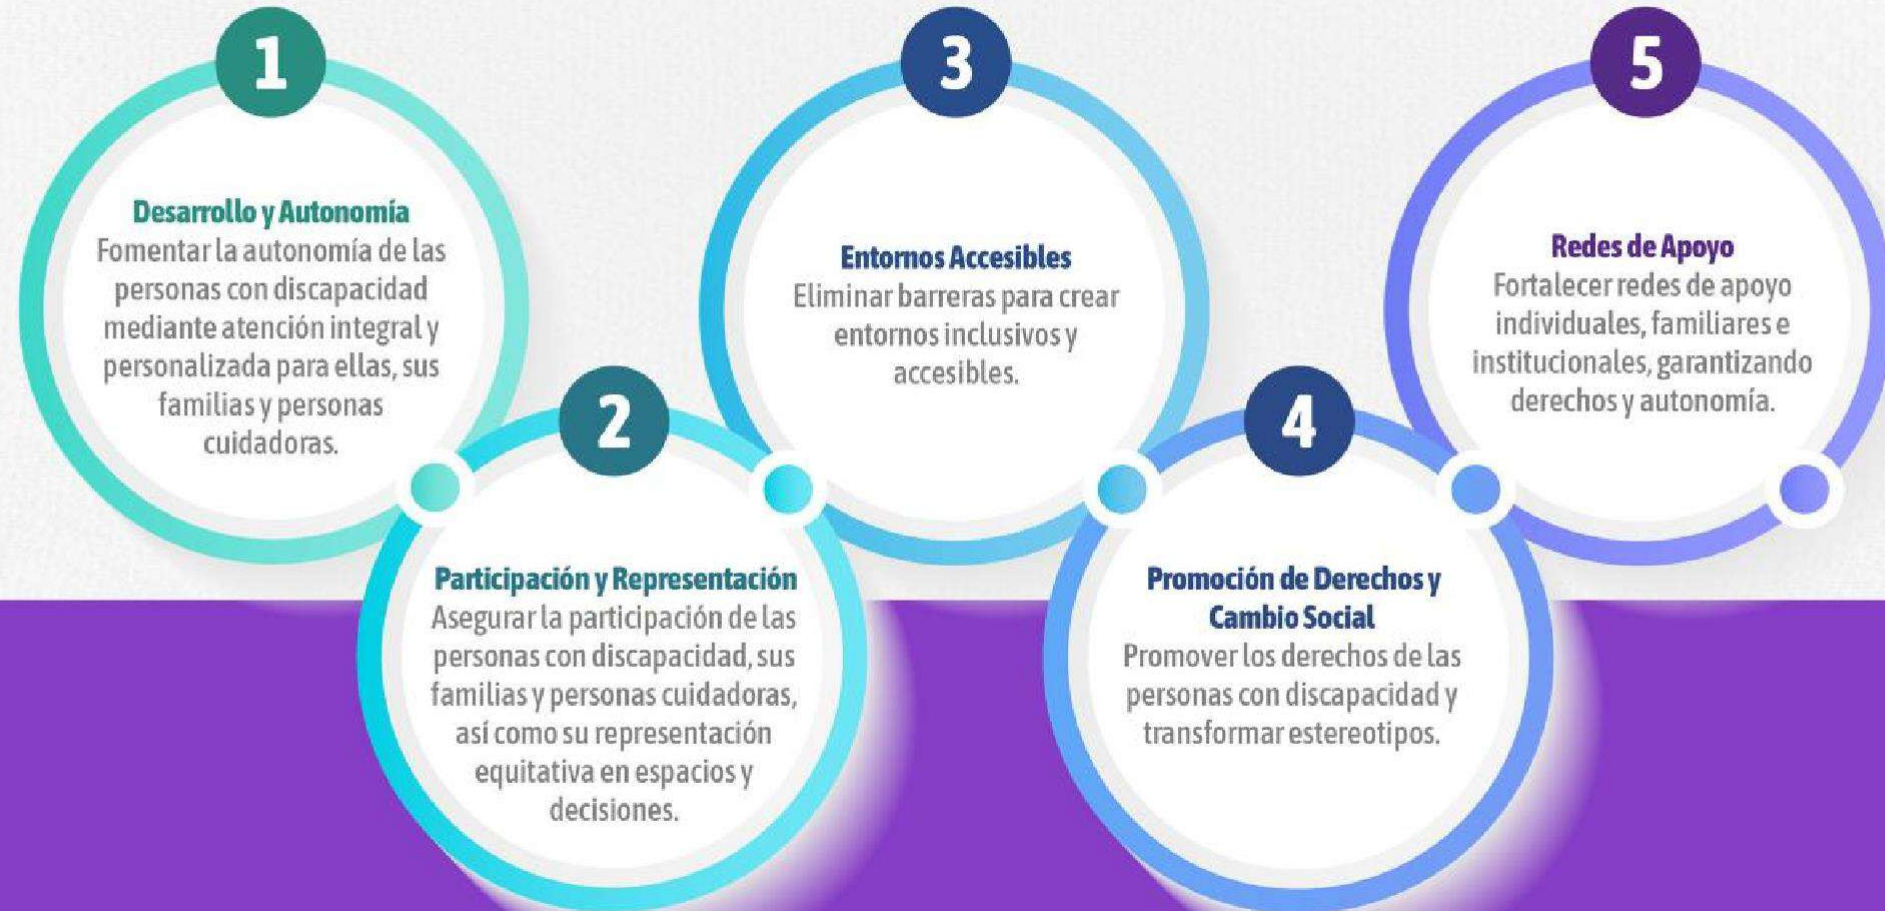 1
Desarrollo y Autonomía
Fomentar la autonomía de las
personas con discapacidad
mediante atención integral y
personalizada para ellas, sus
familias y personas
cuidadoras.
2
Participación y Representación
Asegurar la participación de las
personas con discapacidad, sus
familias y personas cuidadoras,
así como su representación
equitativa en espacios y
decisiones.
3
Entornos Accesibles
Eliminar barreras para crear
entornos inclusivos y
accesibles.
4
Promoción de Derechos y
Cambio Social
Promover los derechos de las
personas con discapacidad y
transformar estereotipos.
5
Redes de Apoyo
Fortalecer redes de apoyo
individuales, familiares e
institucionales, garantizando
derechos y autonomía.